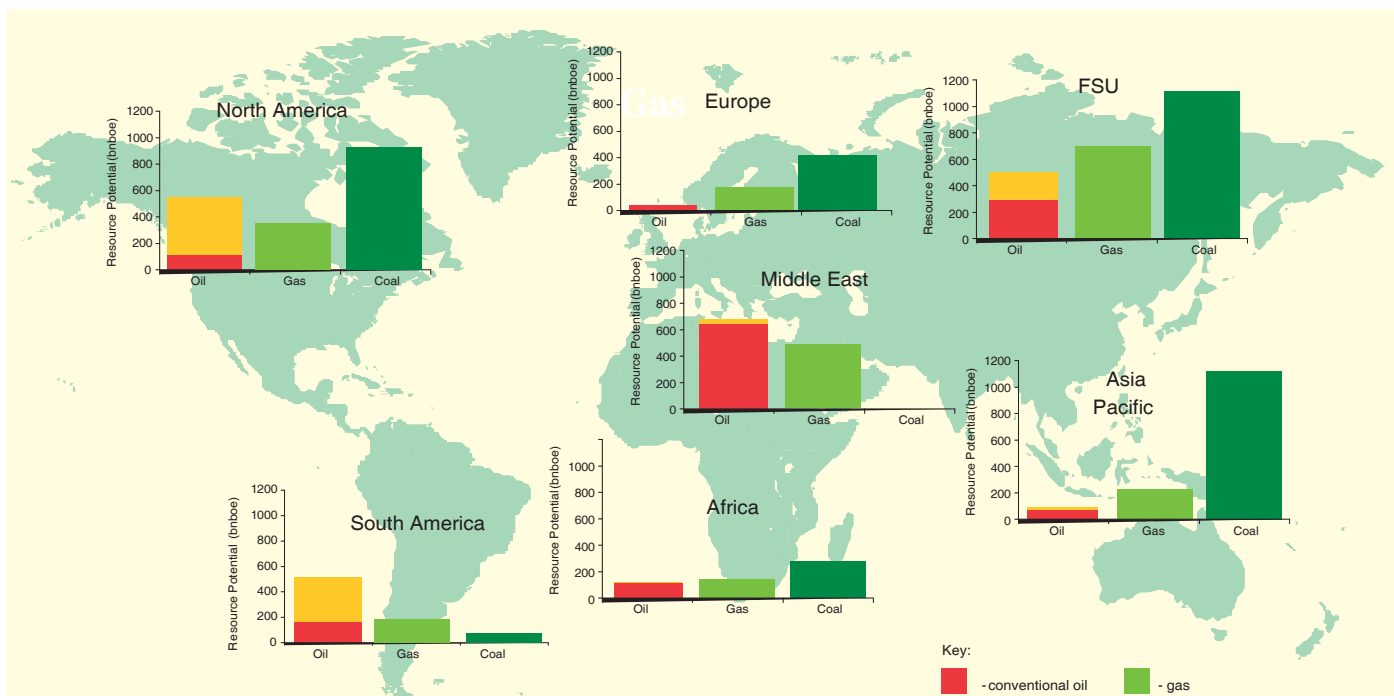 North America
Resource Potential (bnboe)
1200
1000
800
600
400
200
0
Oil Gas Coal
Gas
Europe
Resource Potential (bnboe)
1200
1000
800
600
400
200
0
Oil Gas Coal
FSU
Resource Potential (bnboe)
1200
1000
800
600
400
200
0
Oil Gas Coal
Middle East
Resource Potential (bnboe)
1200
1000
800
600
400
200
0
Oil Gas Coal
Asia
Pacific
Resource Potential (bnboe)
1200
1000
800
600
400
200
0
Oil Gas Coal
South America
Resource Potential (bnboe)
1200
1000
800
600
400
200
0
Oil Gas Coal
Africa
Resource Potential (bnboe)
1000
800
600
400
200
0
Oil Gas Coal
Key:
-conventional oil
- gas